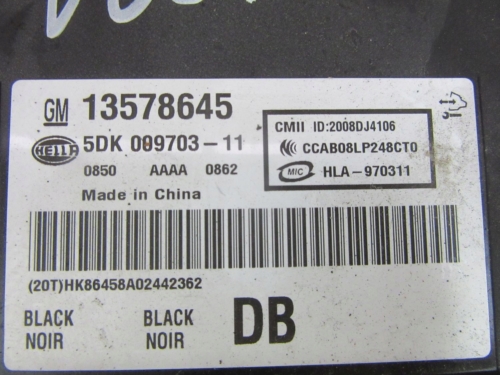 GM 13578645
HELLA 5DK 009703-11
0850 AAAA 0862
Made in China
CMII ID:2008DJ4106
CCC CCAB08LP248CT0
MIC HLA-970311
(20T)HK86458A02442362
BLACK BLACK DB
NOIR NOIR